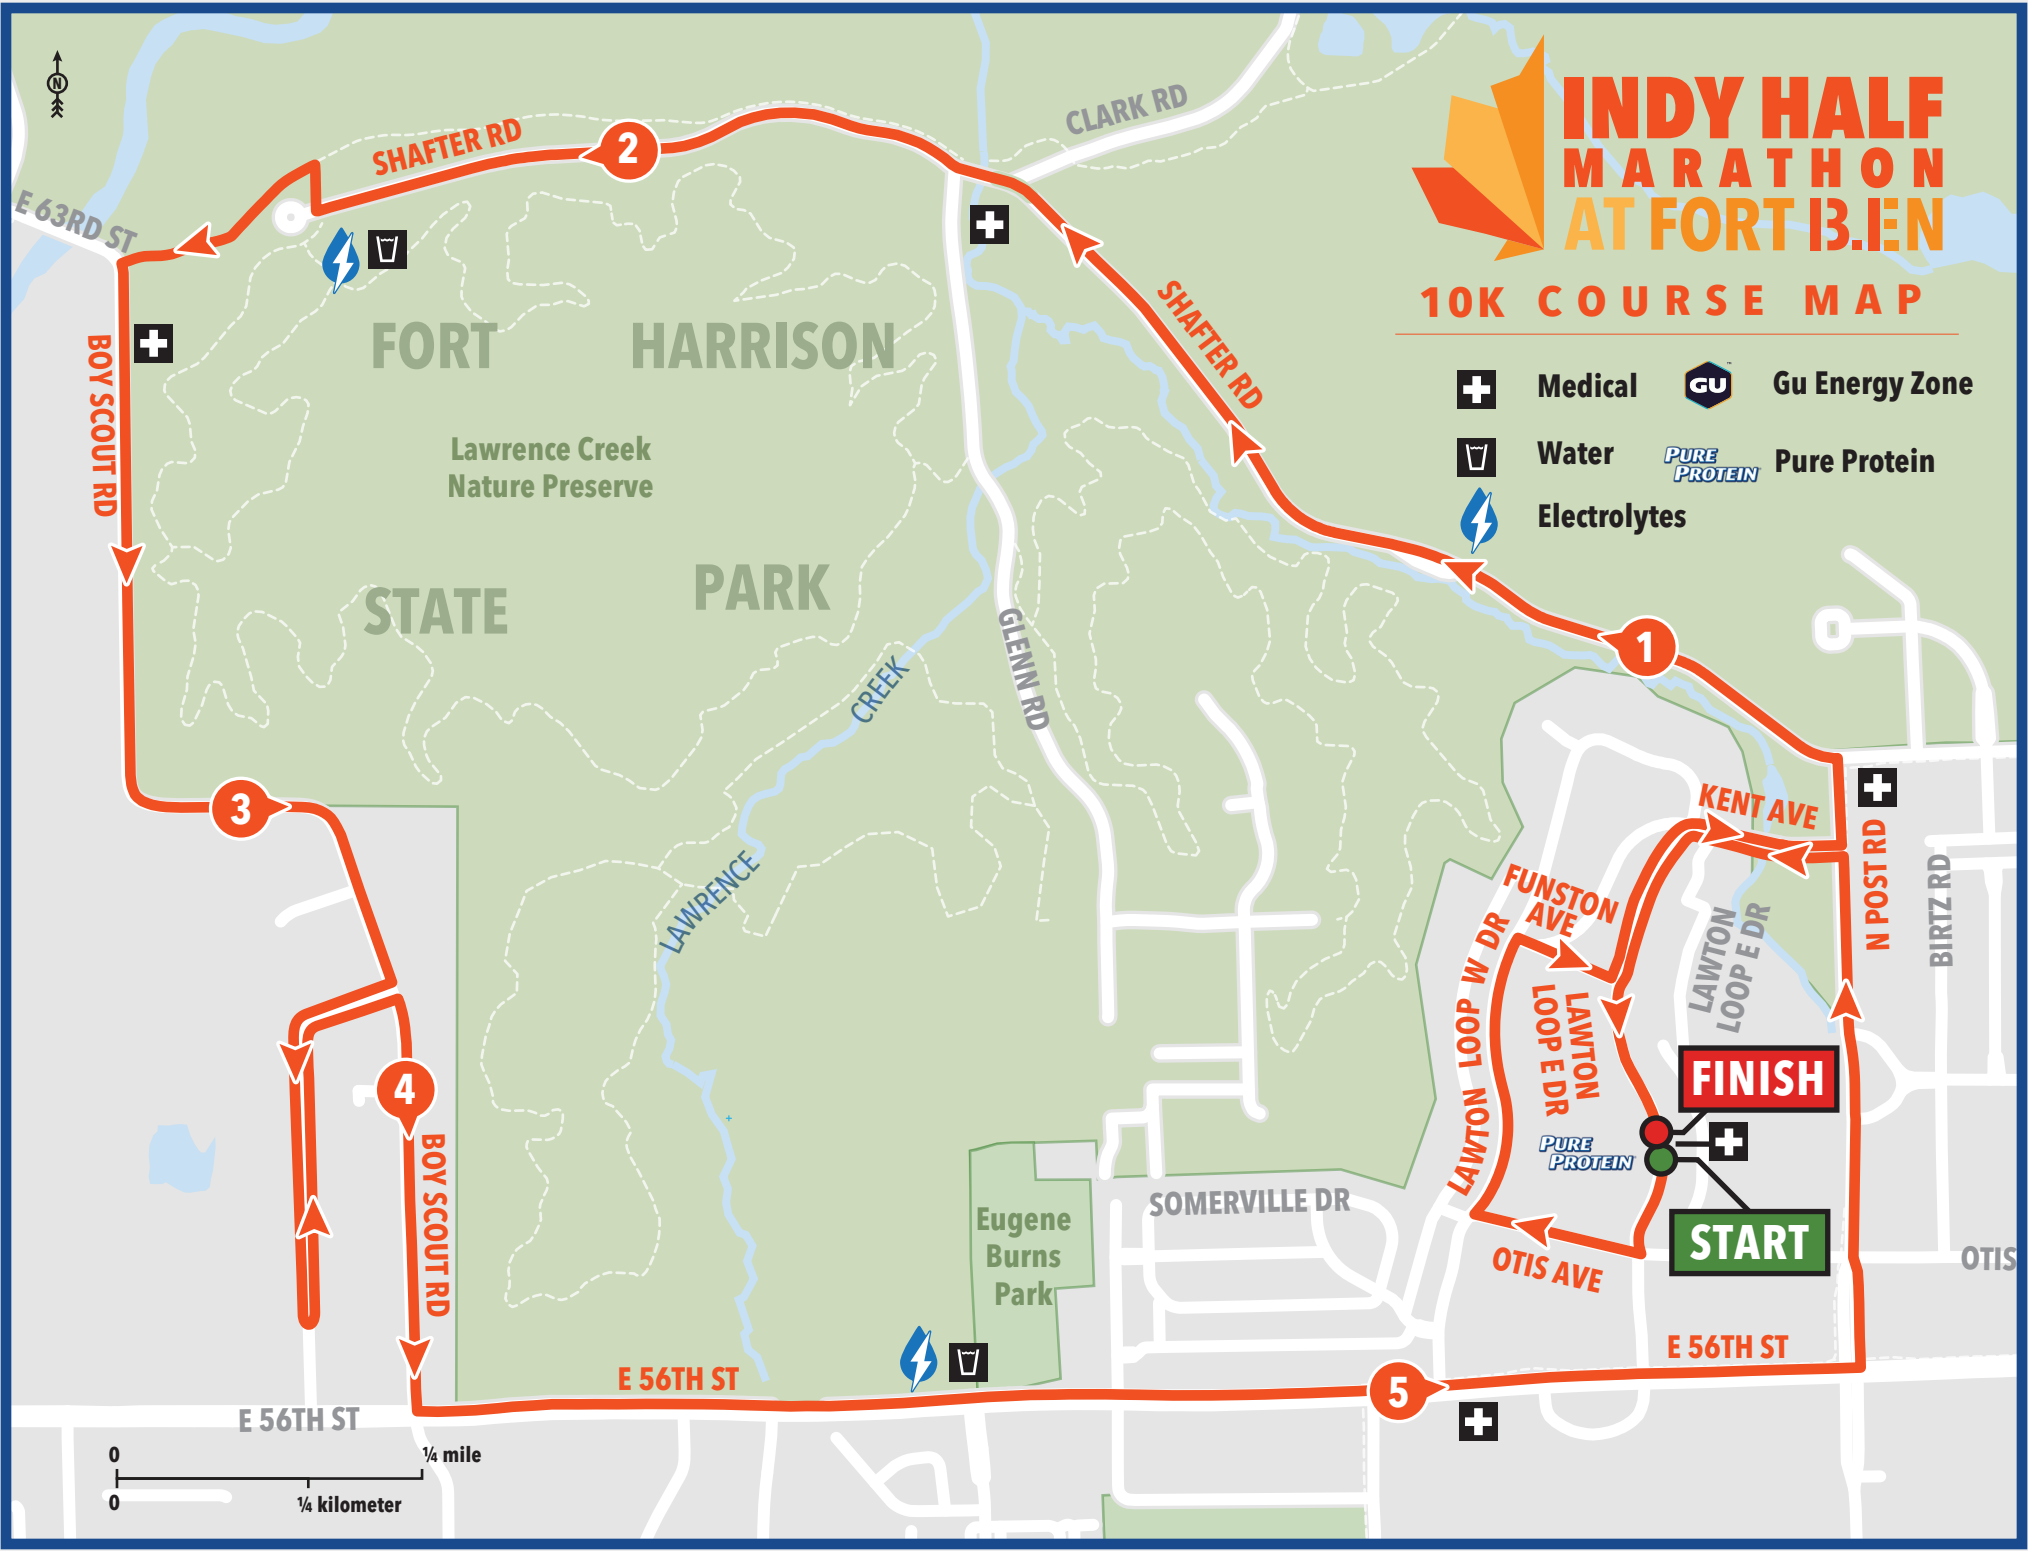 N
INDY HALF
MARATHON
AT FORT B.EN
10K COURSE MAP
Medical
GU
™
Gu Energy Zone
Water
PURE
PROTEIN
Pure Protein
Electrolytes
CLARK RD
SHAFTER RD
2
E 63RD ST
SHAFTER RD
BOY SCOUT RD
FORT HARRISON
Lawrence Creek
Nature Preserve
STATE PARK
GLENN RD
LAWRENCE CREEK
1
3
KENT AVE
N POST RD
BIRTZ RD
FUNSTON
AVE
LAWTON LOOP W DR
LAWTON
LOOP E DR
LAWTON
LOOP E DR
FINISH
4
PURE
PROTEIN
BOY SCOUT RD
START
SOMERVILLE DR
Eugene
Burns
Park
OTIS AVE
OTIS
E 56TH ST
E 56TH ST
5
E 56TH ST
0 ¼ mile
0 ¼ kilometer